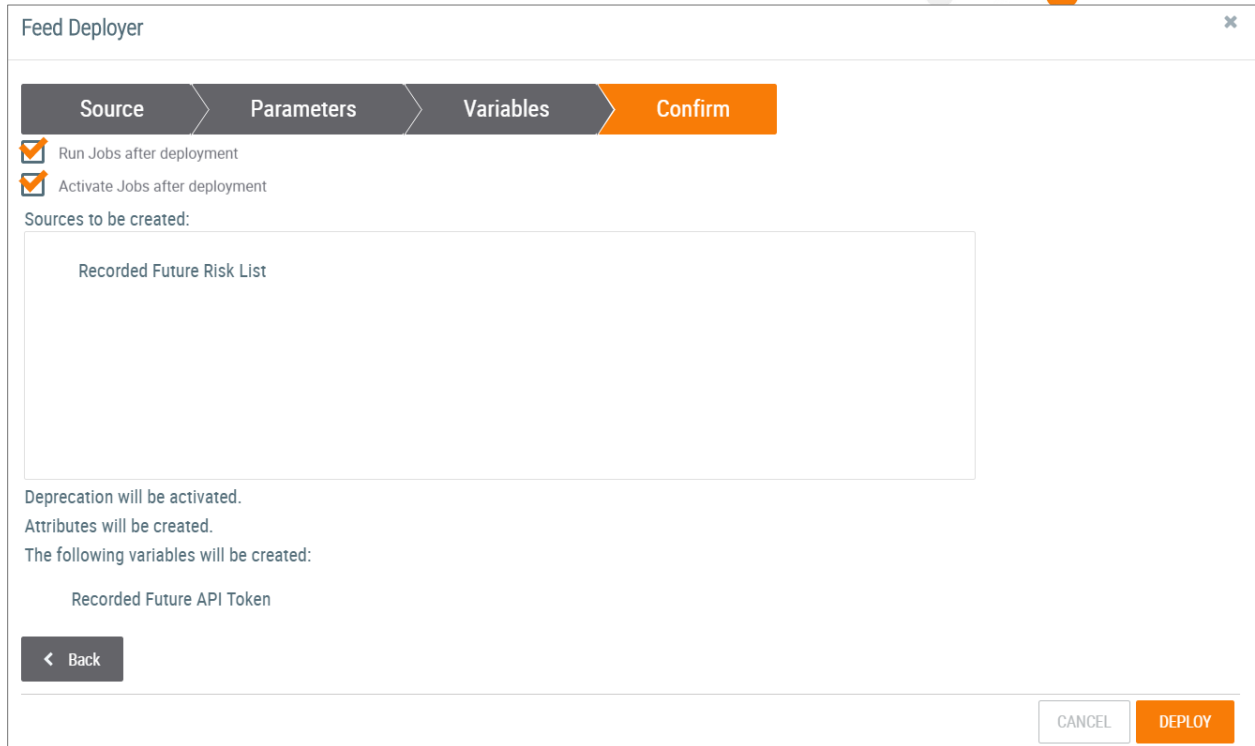 Feed Deployer
Source Parameters Variables Confirm
Run Jobs after deployment
Activate Jobs after deployment
Sources to be created:
Recorded Future Risk List
Deprecation will be activated.
Attributes will be created.
The following variables will be created:
Recorded Future API Token
Back
CANCEL DEPLOY